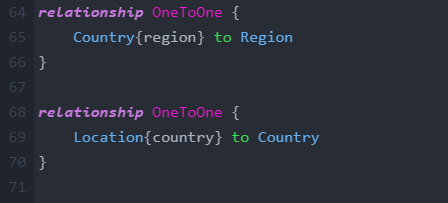 64 relationship OneToOne {
65     Country{region} to Region
66 }
67
68 relationship OneToOne {
69     Location{country} to Country
70 }
71